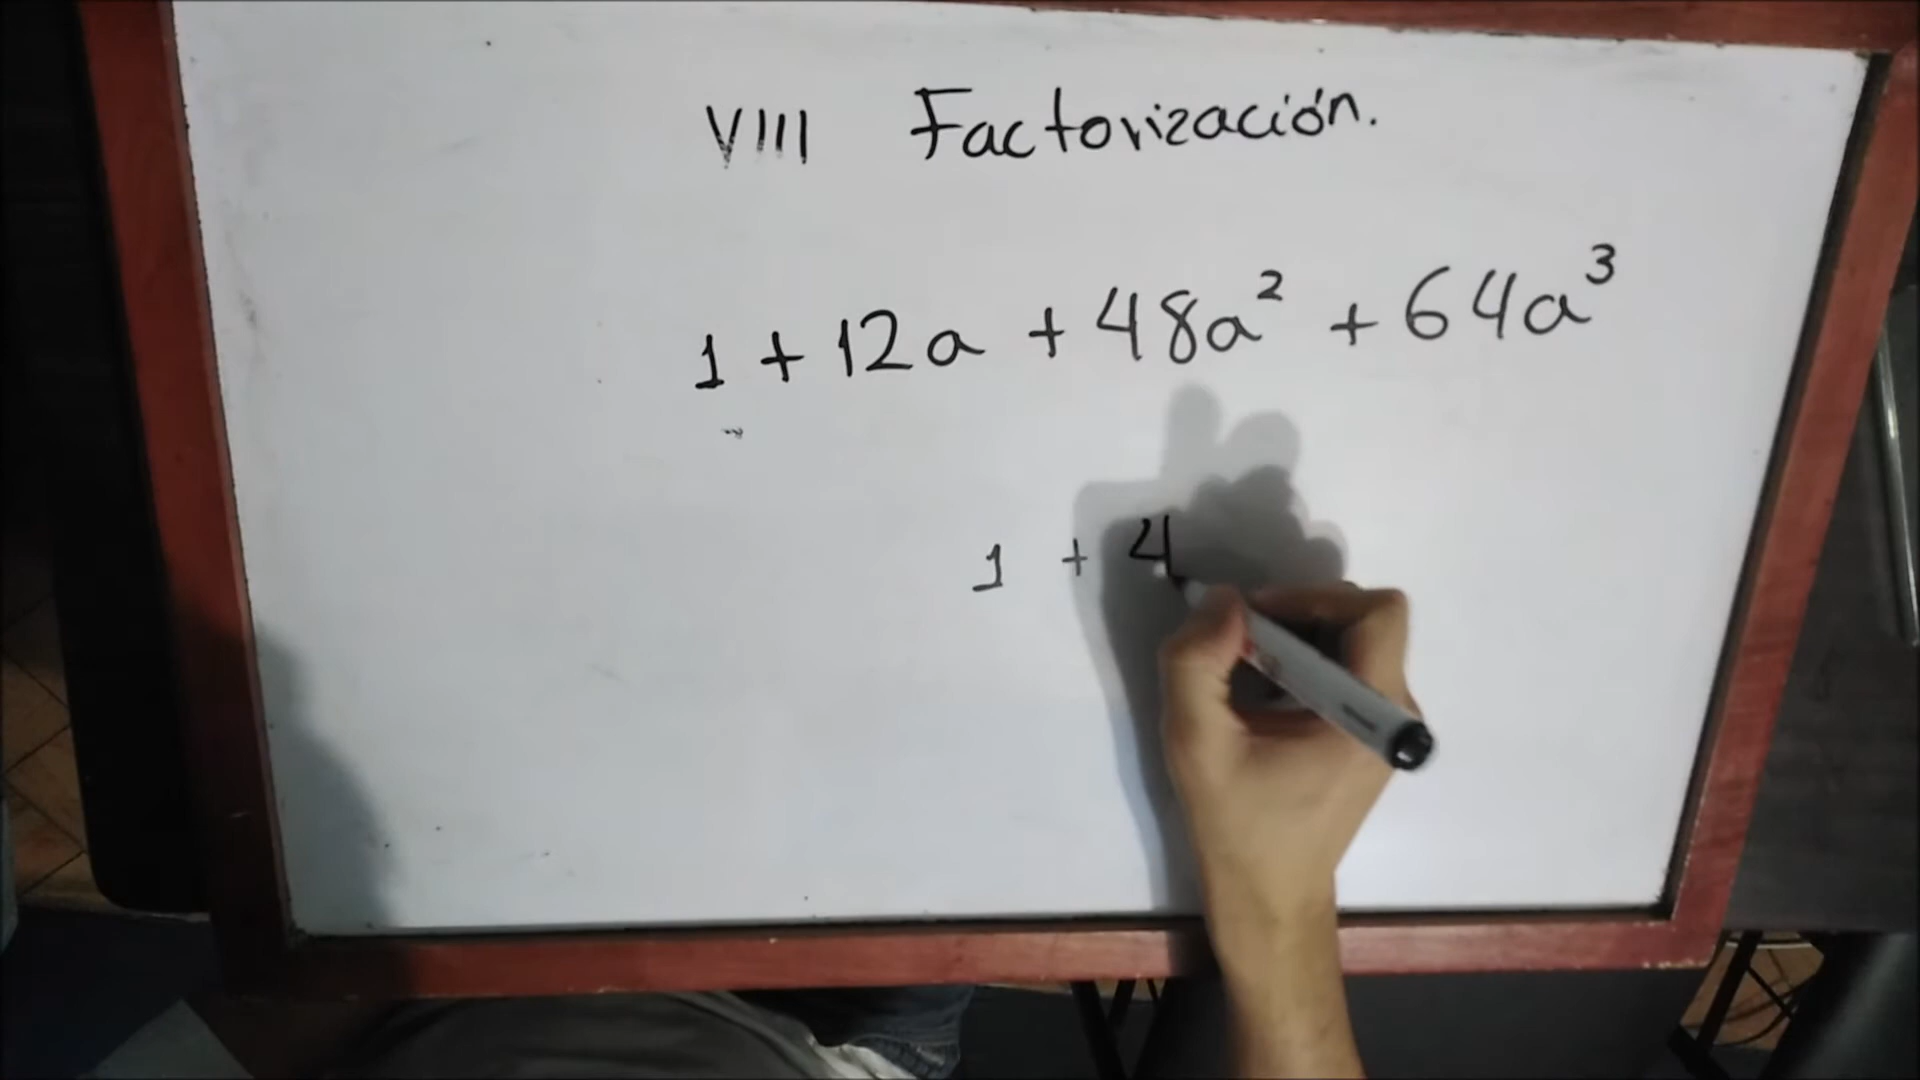 VIII Factorización.
1 + 12a + 48a² + 64a³
1 + 4